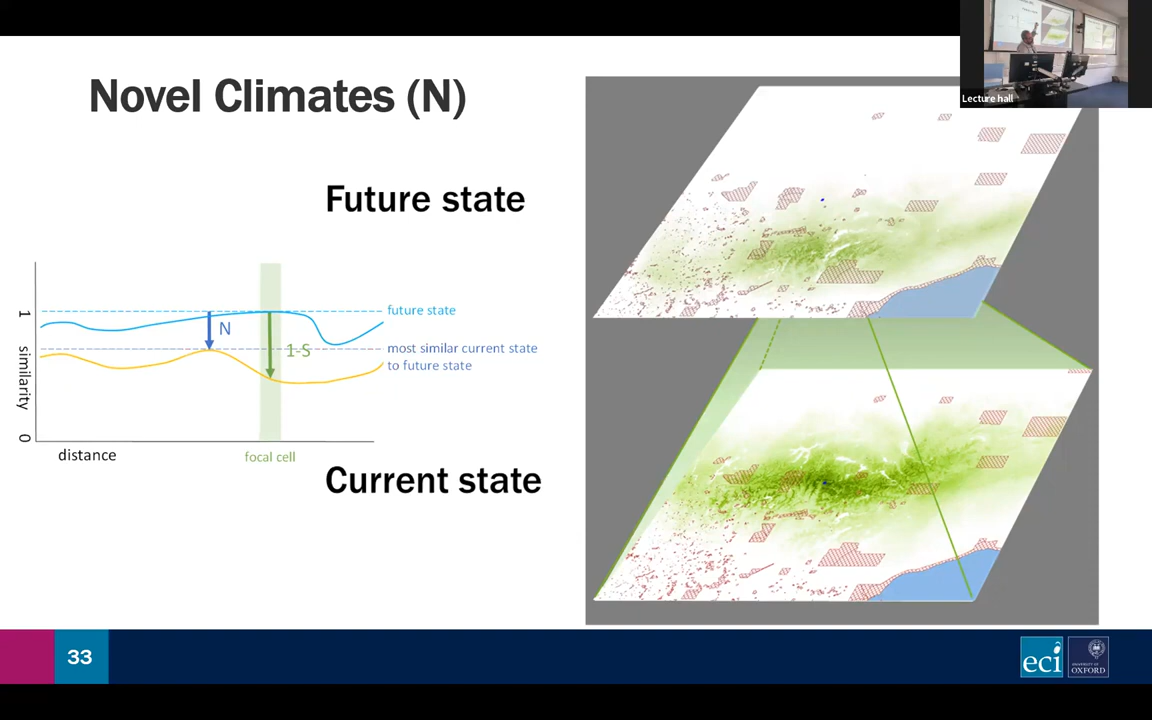 Novel Climates (N)
Lecture hall
Future state
1
similarity
0
future state
N
1-S
most similar current state
to future state
distance
focal cell
Current state
33
eci
UNIVERSITY OF
OXFORD